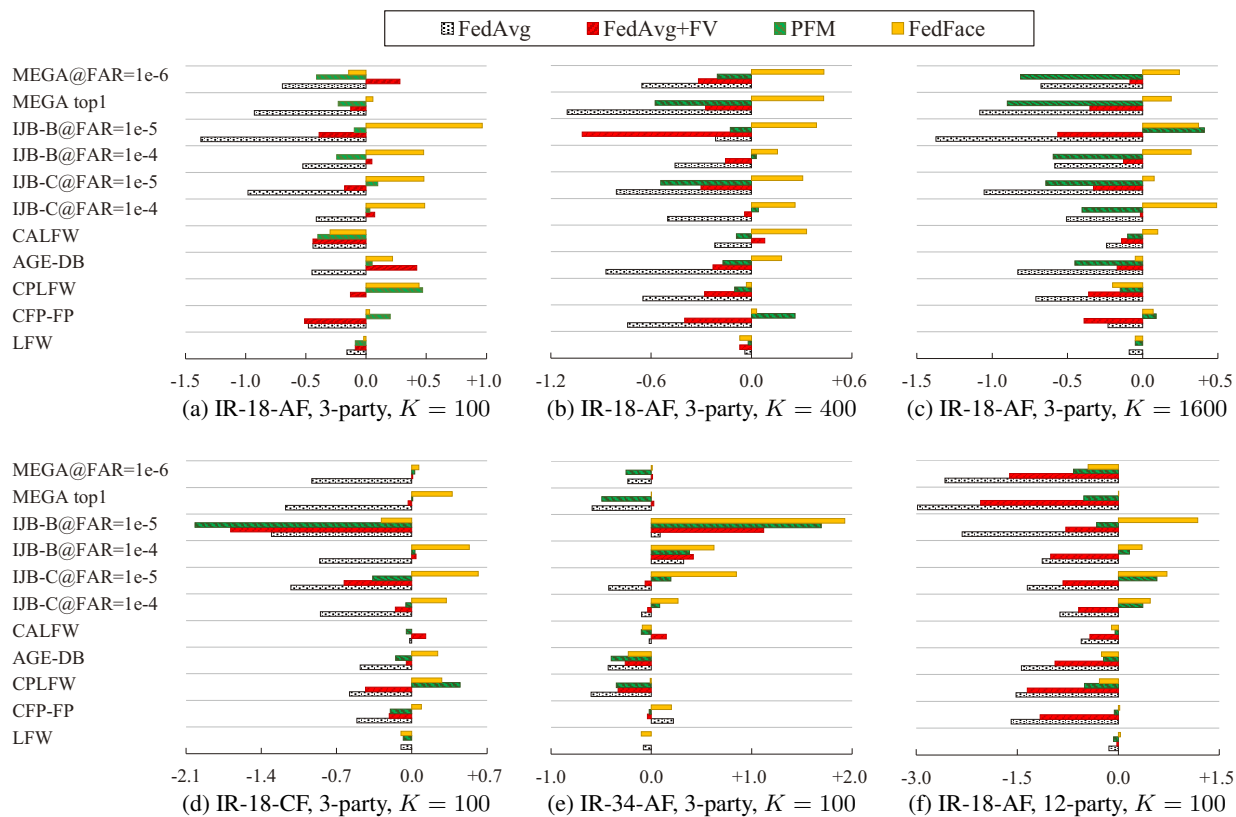 FedAvg FedAvg+FV PFM FedFace
MEGA@FAR=1e-6
MEGA top1
IJB-B@FAR=1e-5
IJB-B@FAR=1e-4
IJB-C@FAR=1e-5
IJB-C@FAR=1e-4
CALFW
AGE-DB
CPLFW
CFP-FP
LFW
-1.5 -1.0 -0.5 0.0 +0.5 +1.0
(a) IR-18-AF, 3-party, K = 100
-1.2 -0.6 0.0 +0.6
(b) IR-18-AF, 3-party, K = 400
-1.5 -1.0 -0.5 0.0 +0.5
(c) IR-18-AF, 3-party, K = 1600
MEGA@FAR=1e-6
MEGA top1
IJB-B@FAR=1e-5
IJB-B@FAR=1e-4
IJB-C@FAR=1e-5
IJB-C@FAR=1e-4
CALFW
AGE-DB
CPLFW
CFP-FP
LFW
-2.1 -1.4 -0.7 0.0 +0.7
(d) IR-18-CF, 3-party, K = 100
-1.0 0.0 +1.0 +2.0
(e) IR-34-AF, 3-party, K = 100
-3.0 -1.5 0.0 +1.5
(f) IR-18-AF, 12-party, K = 100